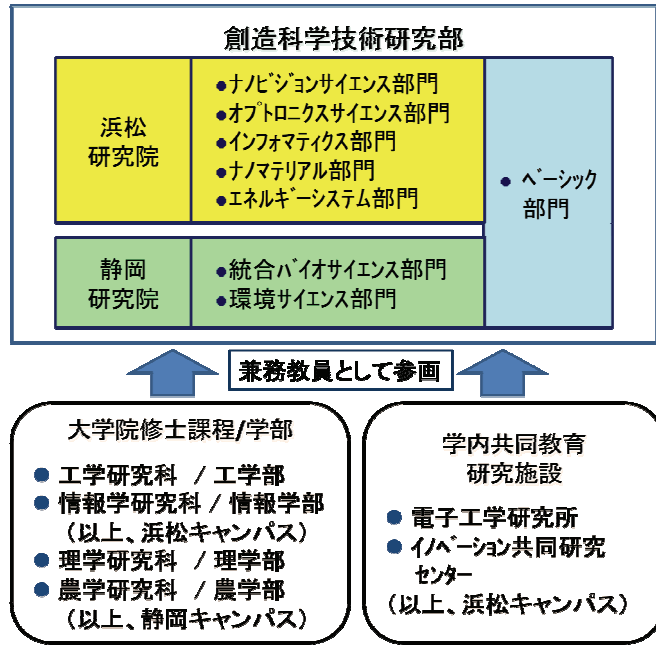 創造科学技術研究部
浜松
研究院
●ナノビジョンサイエンス部門
●オプトロニクスサイエンス部門
●インフォマティクス部門
●ナノマテリアル部門
●エネルギーシステム部門
● ベーシック
部門
静岡
研究院
●統合バイオサイエンス部門
●環境サイエンス部門
兼務教員として参画
大学院修士課程/学部
● 工学研究科 / 工学部
● 情報学研究科 / 情報学部
(以上、浜松キャンパス)
● 理学研究科 / 理学部
● 農学研究科 / 農学部
(以上、静岡キャンパス)
学内共同教育
研究施設
● 電子工学研究所
● イノベーション共同研究
センター
(以上、浜松キャンパス)